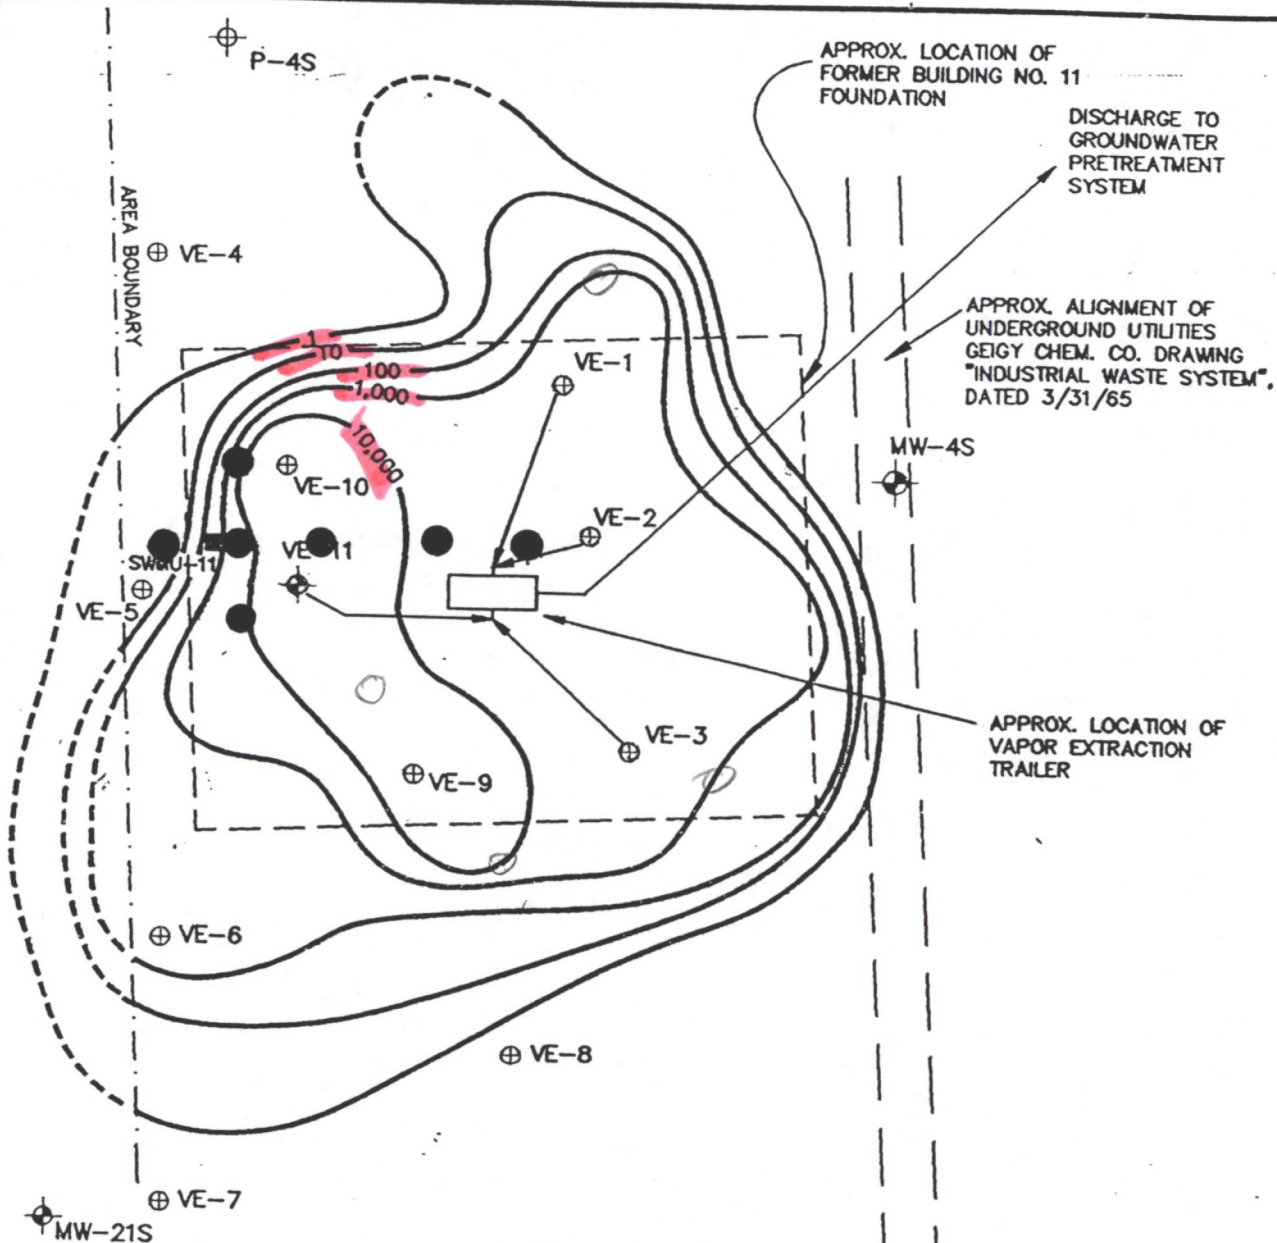 P-4S
APPROX. LOCATION OF
FORMER BUILDING NO. 11
FOUNDATION
DISCHARGE TO
GROUNDWATER
PRETREATMENT
SYSTEM
AREA BOUNDARY
VE-4
APPROX. ALIGNMENT OF
UNDERGROUND UTILITIES
GEIGY CHEM. CO. DRAWING
"INDUSTRIAL WASTE SYSTEM",
DATED 3/31/65
1
10
100
1,000
10,000
VE-1
MW-4S
VE-10
VE-2
VE-11
SWMU-11
VE-5
VE-3
APPROX. LOCATION OF
VAPOR EXTRACTION
TRAILER
VE-9
VE-6
VE-8
VE-7
MW-21S